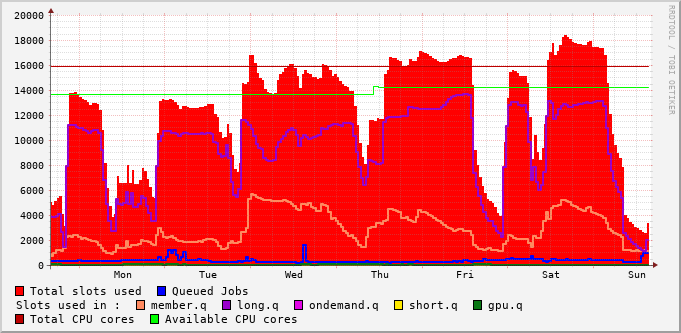 20000
18000
16000
14000
12000
10000
8000
6000
4000
2000
0
Mon Tue Wed Thu Fri Sat Sun
Total slots used Queued Jobs
Slots used in : member.q long.q ondemand.q short.q gpu.q
Total CPU cores Available CPU cores
RRDTOOL / TOBI OETIKER